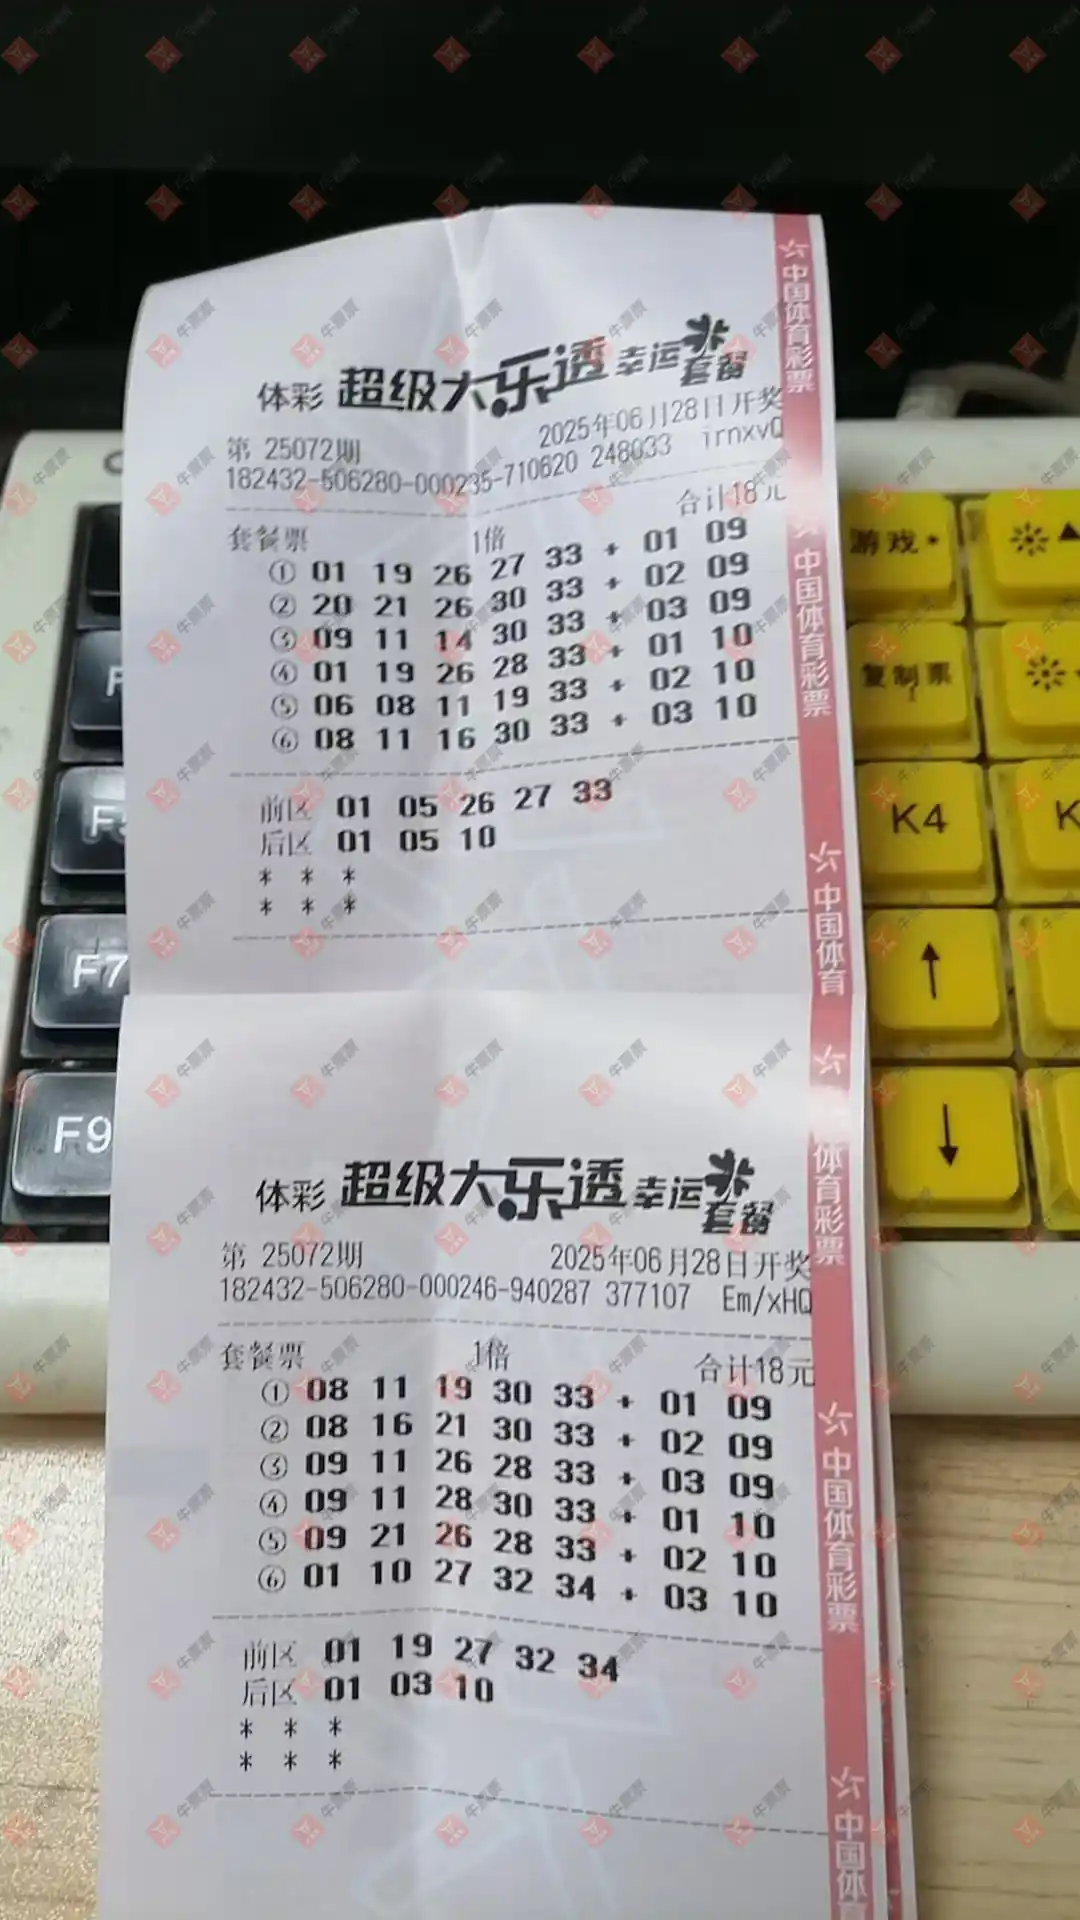 体彩 超级大乐透 幸运套餐
第 25072期 2025年06月28日开奖
182432-506280-000235-710620 248033 irnxvQ
套餐票 1倍 合计18元
① 01 19 26 27 33 + 01 09
② 20 21 26 30 33 + 02 09
③ 09 11 14 30 33 + 03 09
④ 01 19 26 28 33 + 01 10
⑤ 06 08 11 19 33 + 02 10
⑥ 08 11 16 30 33 + 03 10
前区 01 05 26 27 33
后区 01 05 10
* * *
* * *
中国体育彩票
中国体育彩票
中国体育
体彩 超级大乐透 幸运套餐
第 25072期 2025年06月28日开奖
182432-506280-000246-940287 377107 Em/xHQ
套餐票 1倍 合计18元
① 08 11 19 30 33 + 01 09
② 08 16 21 30 33 + 02 09
③ 09 11 26 28 33 + 03 09
④ 09 11 28 30 33 + 01 10
⑤ 09 21 26 28 33 + 02 10
⑥ 01 10 27 32 34 + 03 10
前区 01 19 27 32 34
后区 01 03 10
* * *
* * *
体育彩票
中国体育彩票
中国体育
游戏
复制票
K4
F7
F9
牛票票